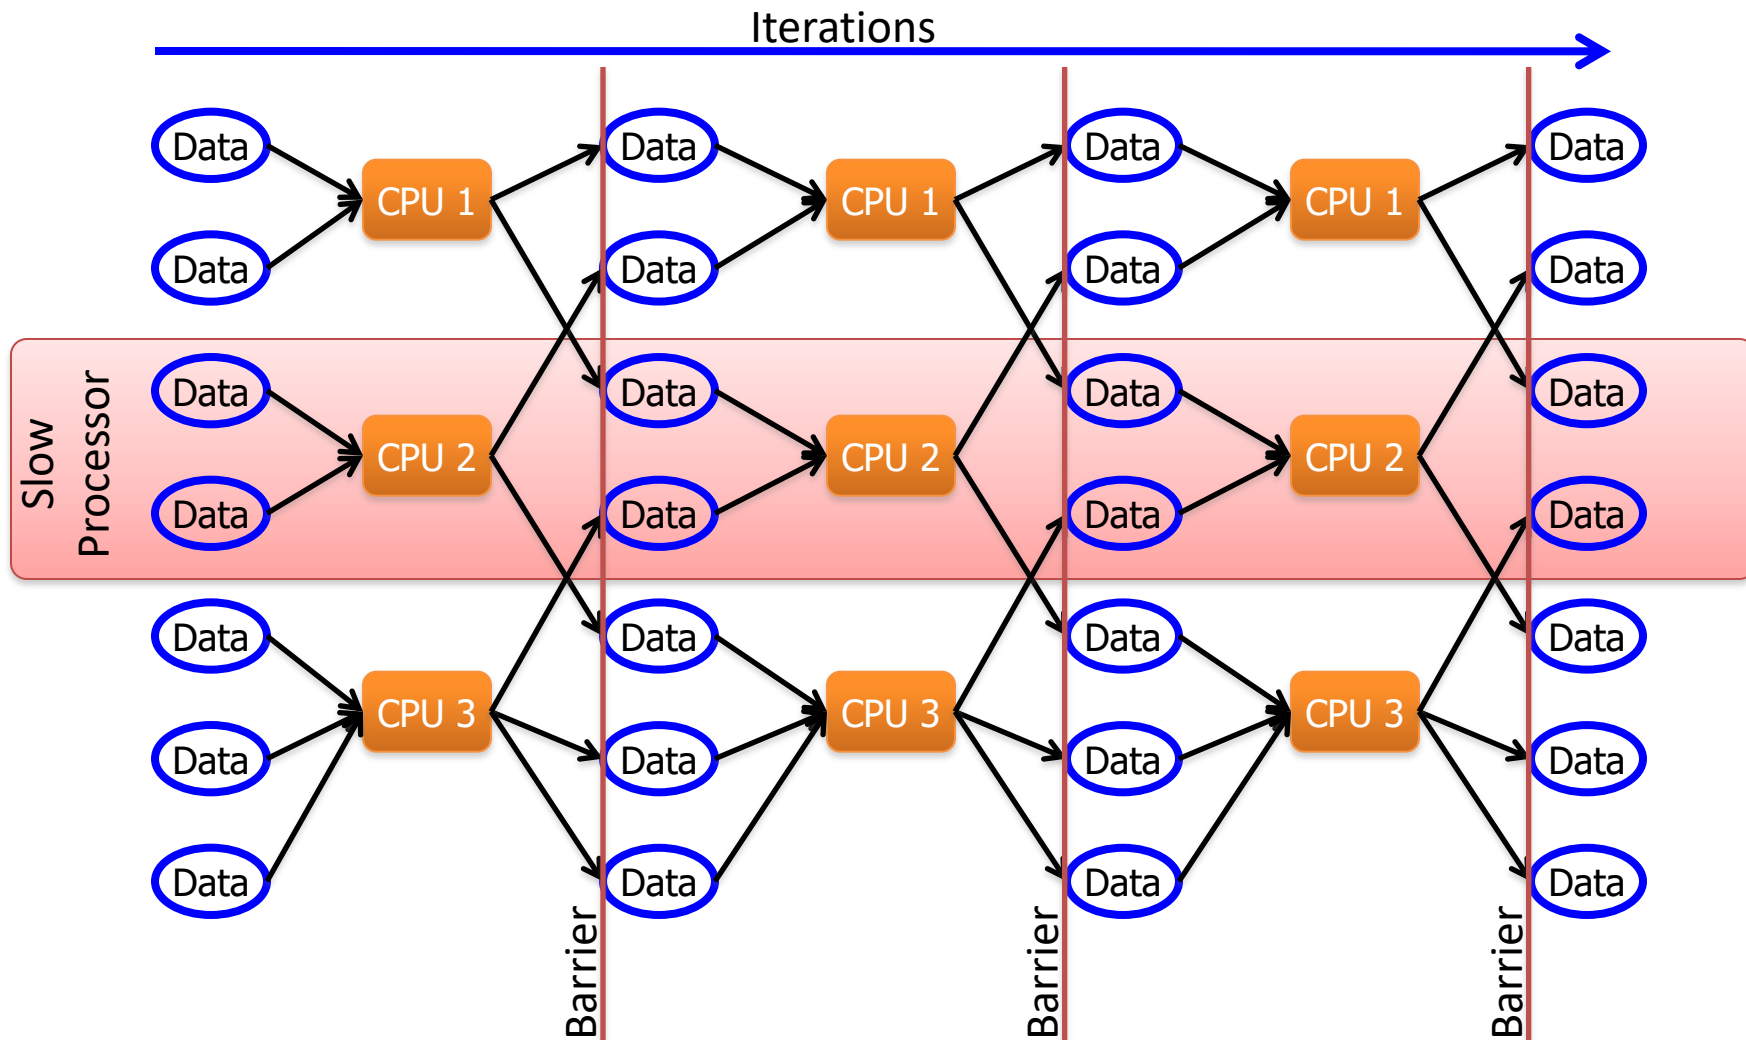 Iterations
Data
Data
Data
Data
CPU 1
CPU 1
CPU 1
Data
Data
Data
Data
Slow
Processor
Data
Data
Data
Data
CPU 2
CPU 2
CPU 2
Data
Data
Data
Data
Data
Data
Data
Data
CPU 3
CPU 3
CPU 3
Data
Data
Data
Data
Data
Data
Data
Data
Barrier
Barrier
Barrier